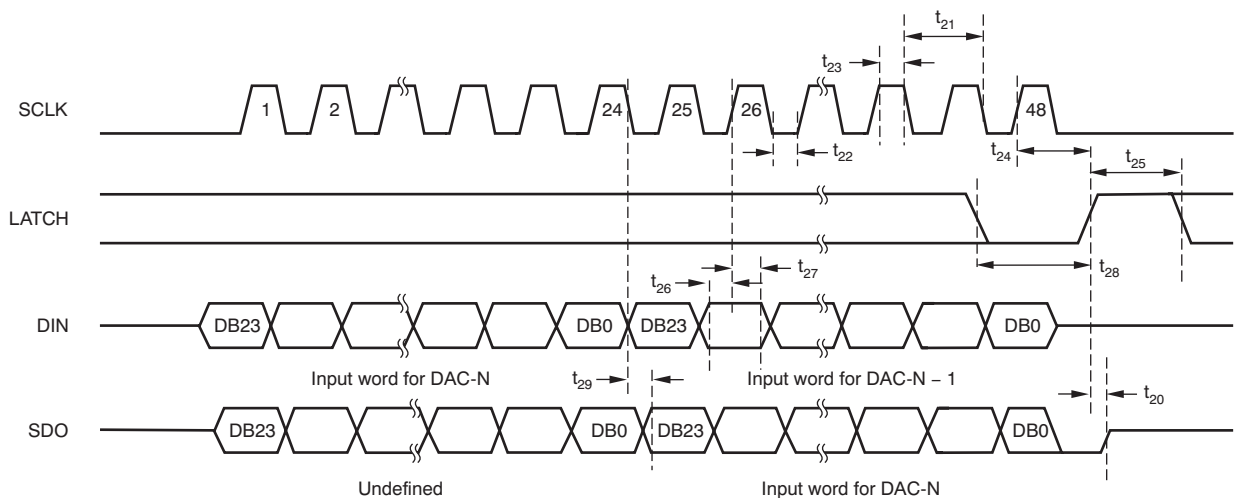 t21
t23
SCLK
1
2
24
25
26
48
t22
t24
t25
LATCH
t28
t27
t26
DIN
DB23
DB0
DB23
DB0
Input word for DAC-N
Input word for DAC-N – 1
t29
t20
SDO
DB23
DB0
DB23
DB0
Undefined
Input word for DAC-N